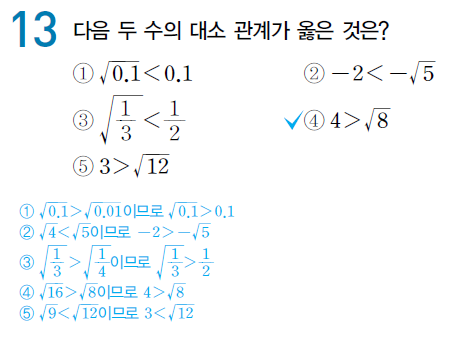 13 다음 두 수의 대소 관계가 옳은 것은?
① √0.1<0.1 ② −2<−√5
③ √(1/3)<1/2 ✓④ 4>√8
⑤ 3>√12
① √0.1>√0.01이므로 √0.1>0.1
② √4<√5이므로 −2>−√5
③ √(1/3)>√(1/4)이므로 √(1/3)>1/2
④ √16>√8이므로 4>√8
⑤ √9<√12이므로 3<√12